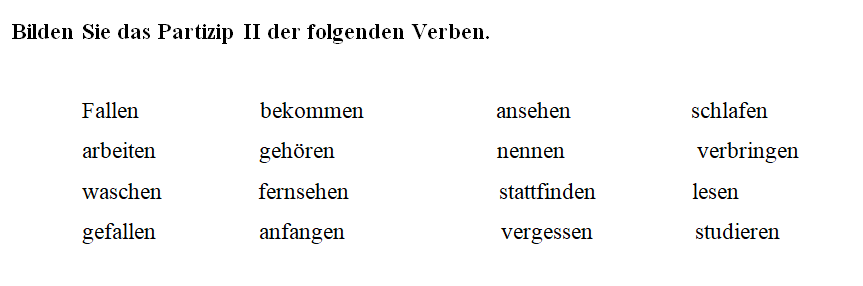 Bilden Sie das Partizip II der folgenden Verben.
Fallen bekommen ansehen schlafen
arbeiten gehören nennen verbringen
waschen fernsehen stattfinden lesen
gefallen anfangen vergessen studieren